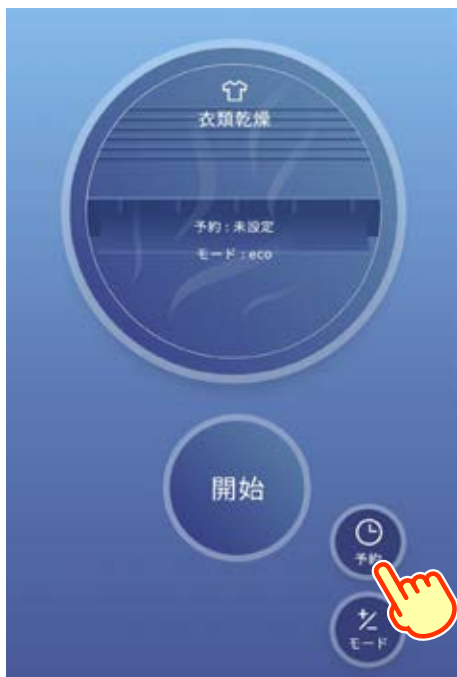 衣類乾燥
予約：未設定
モード：eco
開始
予約
モード